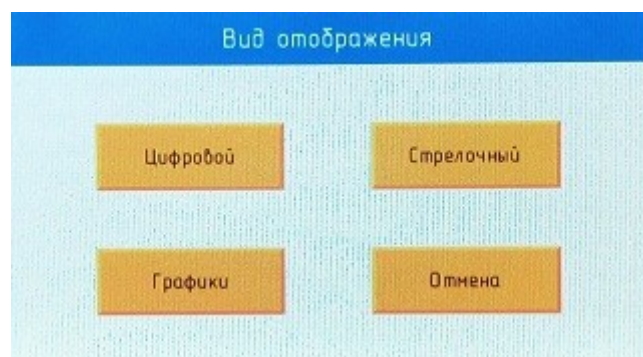 Вид отображения
Цифровой
Стрелочный
Графики
Отмена